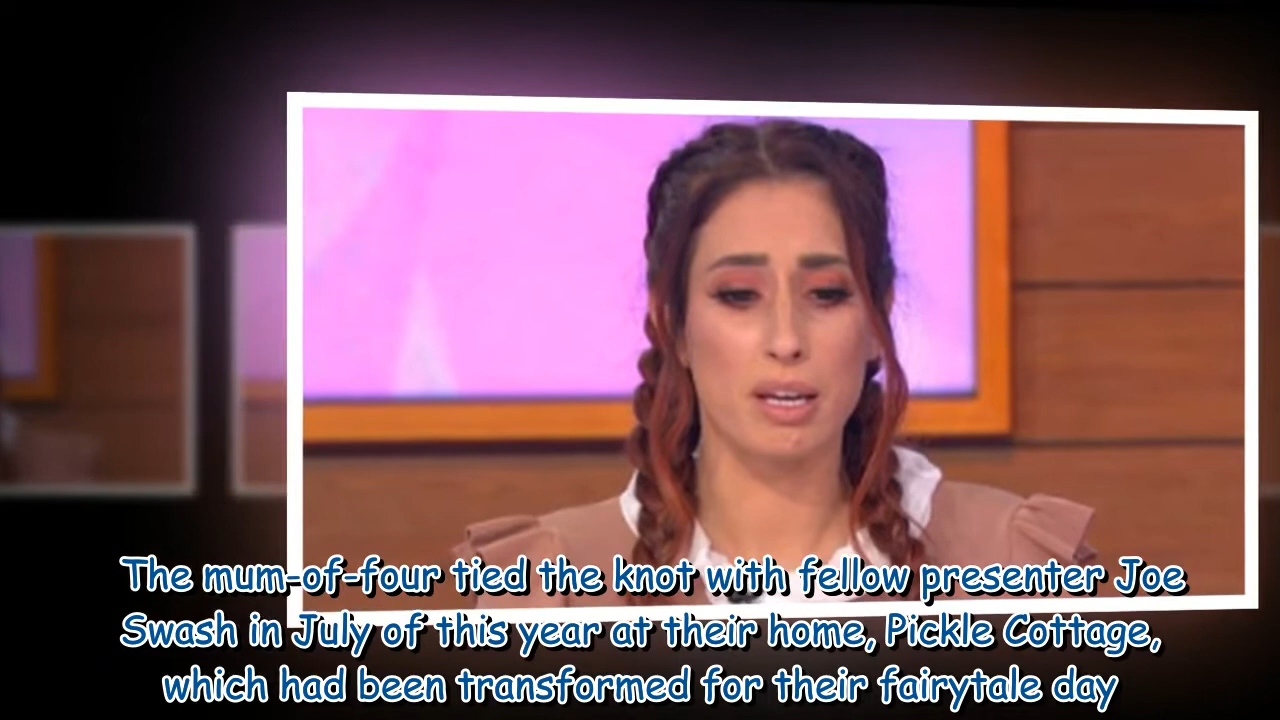 The mum-of-four tied the knot with fellow presenter Joe
Swash in July of this year at their home, Pickle Cottage,
which had been transformed for their fairytale day